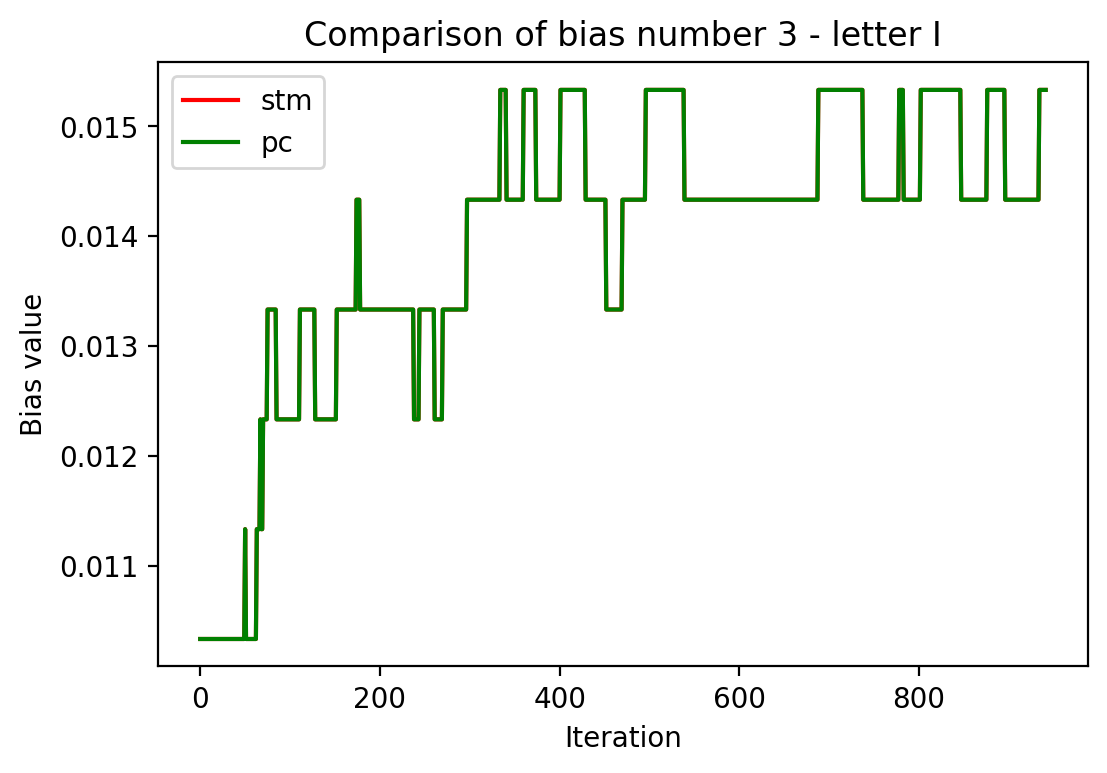 Comparison of bias number 3 - letter I
stm
pc
0.015
0.014
0.013
0.012
0.011
Bias value
0 200 400 600 800
Iteration